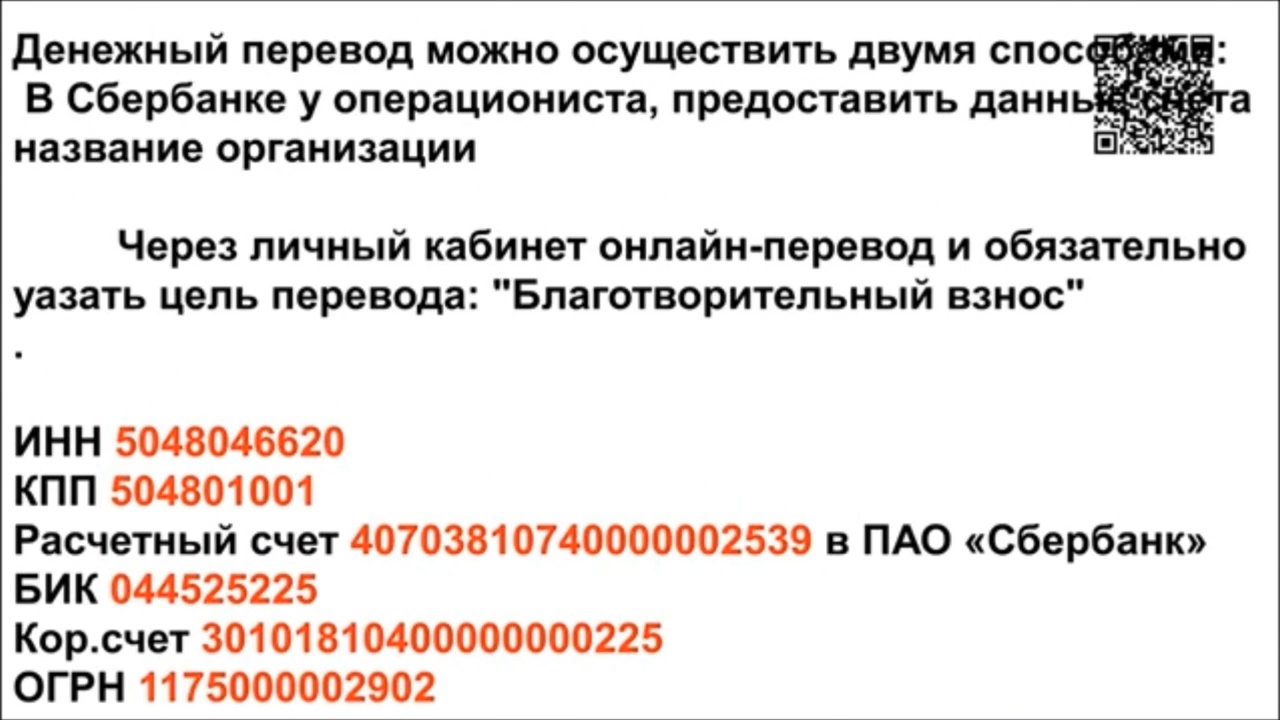 Денежный перевод можно осуществить двумя способами:
В Сбербанке у операциониста, предоставить данные счета
название организации
Через личный кабинет онлайн-перевод и обязательно
уазать цель перевода: "Благотворительный взнос"
.
ИНН 5048046620
КПП 504801001
Расчетный счет 40703810740000002539 в ПАО «Сбербанк»
БИК 044525225
Кор.счет 30101810400000000225
ОГРН 1175000002902